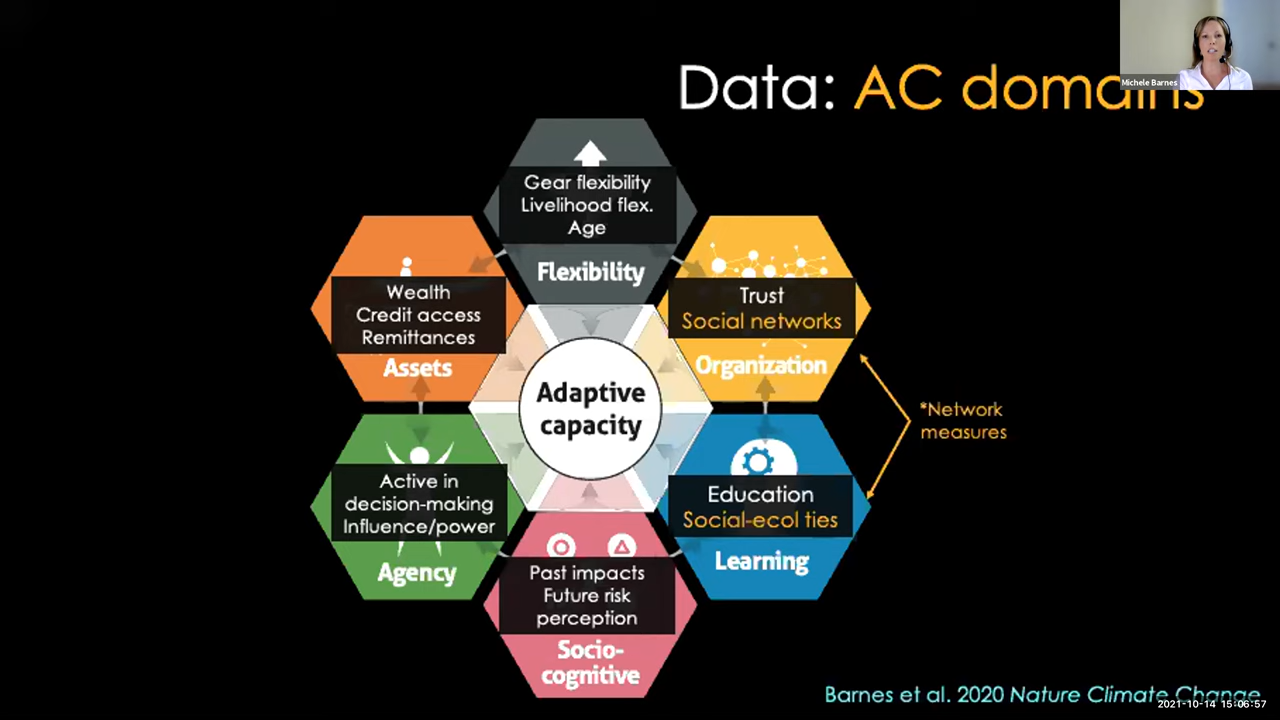 Data: AC domains
Michele Barnes
Gear flexibility
Livelihood flex.
Age
Flexibility
Wealth
Credit access
Remittances
Assets
Trust
Social networks
Organization
Adaptive
capacity
*Network
measures
Active in
decision-making
Influence/power
Agency
Education
Social-ecol ties
Learning
Past impacts
Future risk
perception
Socio-
cognitive
Barnes et al. 2020 Nature Climate Change
2021-10-14 15:06:57